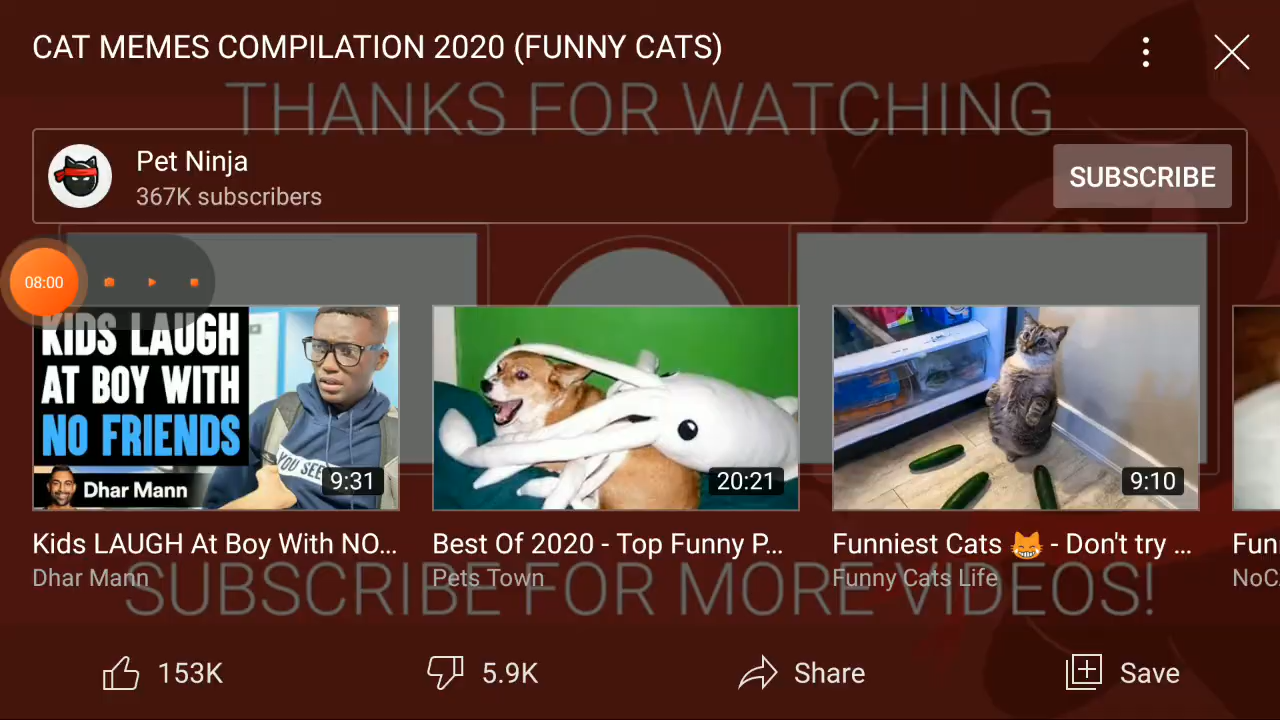 CAT MEMES COMPILATION 2020 (FUNNY CATS)
THANKS FOR WATCHING
Pet Ninja
367K subscribers
SUBSCRIBE
08:00
KIDS LAUGH
AT BOY WITH
NO FRIENDS
YOU SEE
Dhar Mann
9:31
20:21
9:10
Kids LAUGH At Boy With NO...
Dhar Mann
Best Of 2020 - Top Funny P...
Pets Town
Funniest Cats 😹 - Don't try ...
Funny Cats Life
Fun
NoC
SUBSCRIBE FOR MORE VIDEOS!
153K
5.9K
Share
Save